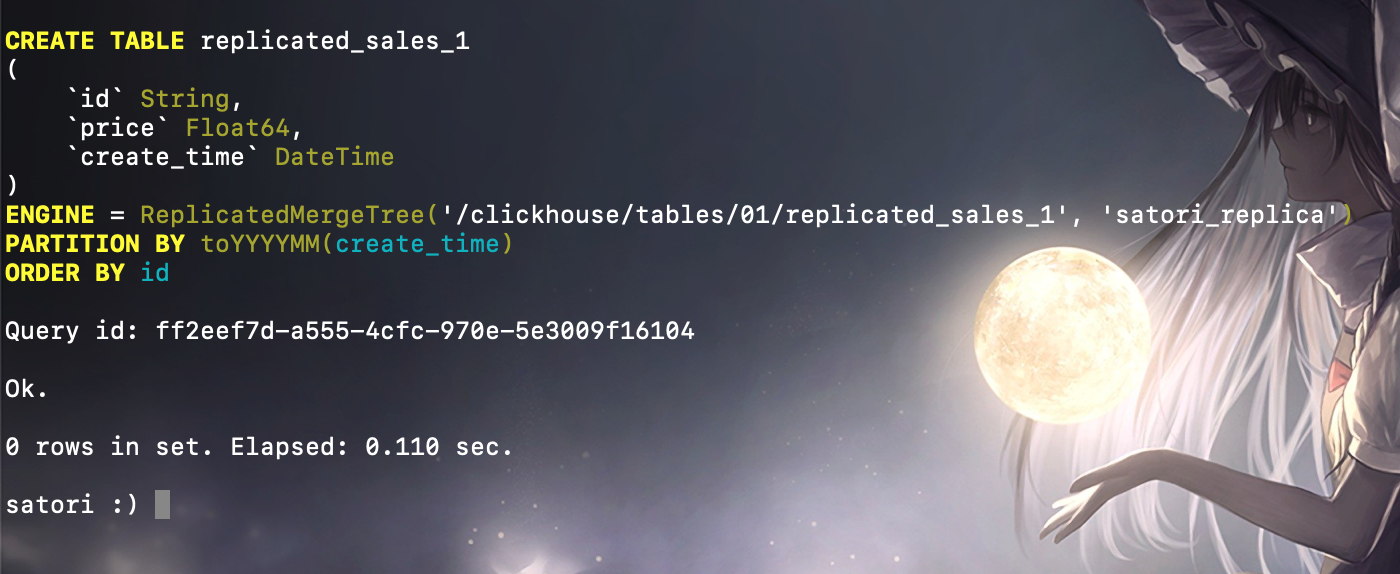 CREATE TABLE replicated_sales_1
(
    `id` String,
    `price` Float64,
    `create_time` DateTime
)
ENGINE = ReplicatedMergeTree('/clickhouse/tables/01/replicated_sales_1', 'satori_replica')
PARTITION BY toYYYYMM(create_time)
ORDER BY id
Query id: ff2eef7d-a555-4cfc-970e-5e3009f16104
Ok.
0 rows in set. Elapsed: 0.110 sec.
satori :)